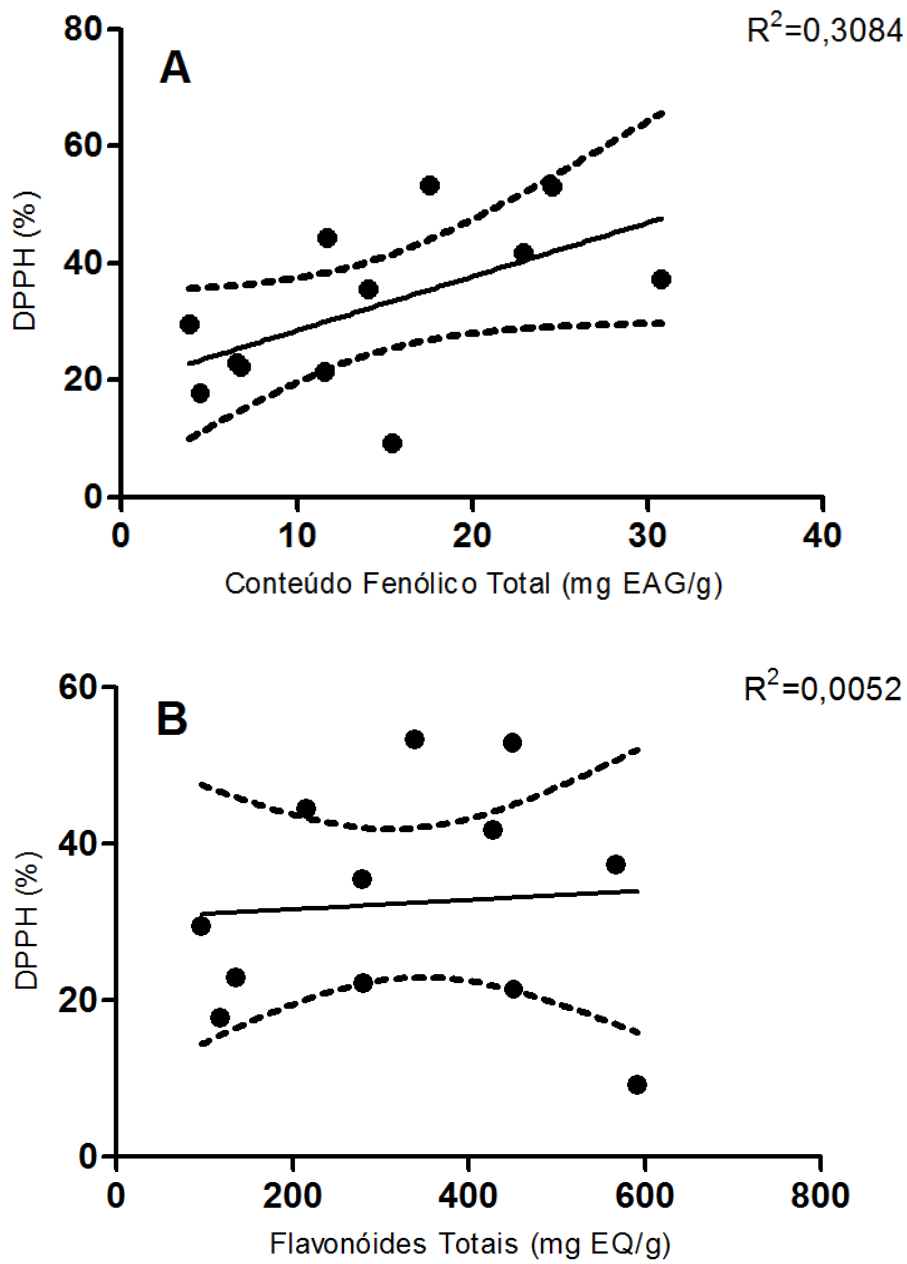 80
R²=0,3084
A
60
DPPH (%)
40
20
0
0 10 20 30 40
Conteúdo Fenólico Total (mg EAG/g)
60
R²=0,0052
B
40
DPPH (%)
20
0
0 200 400 600 800
Flavonóides Totais (mg EQ/g)